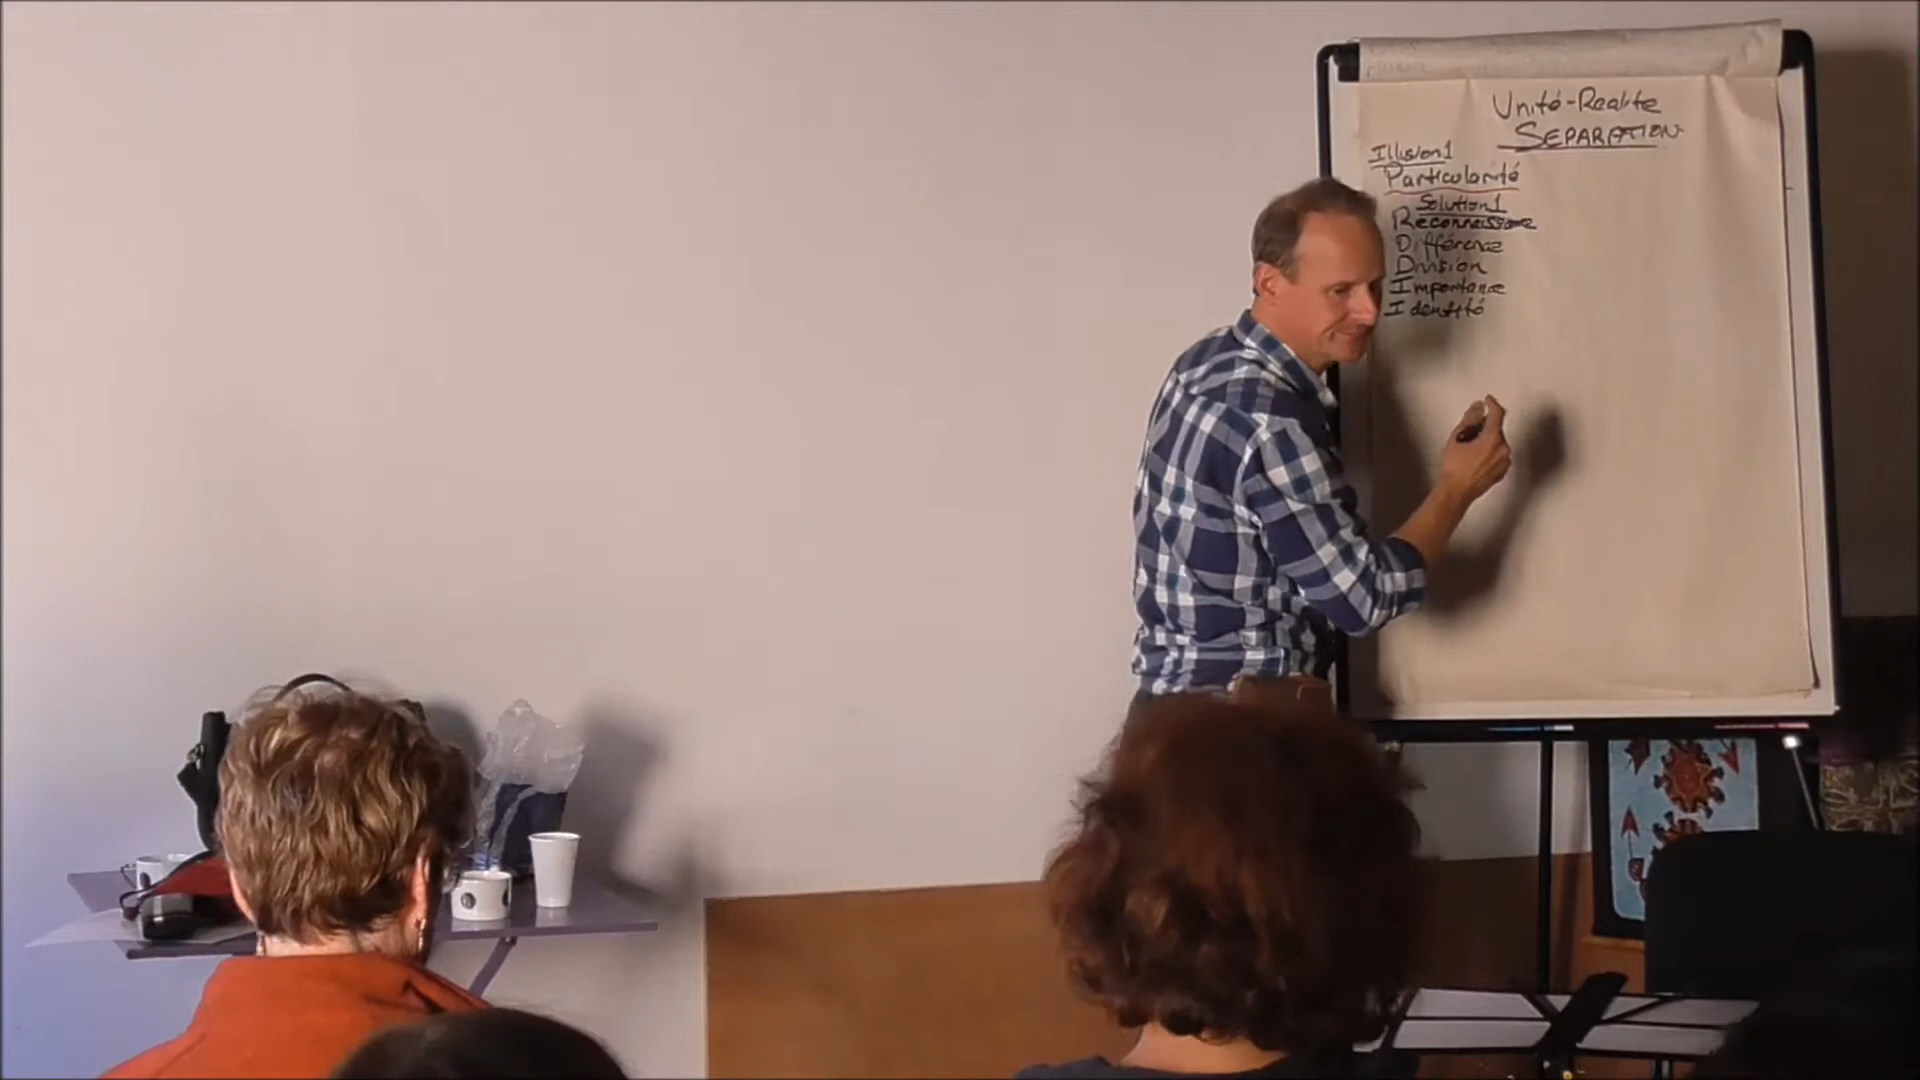 Unité-Realite
SEPARATION
Illusion1
Particularité
Solution1
Reconnaissance
Différence
Division
Importance
Identité